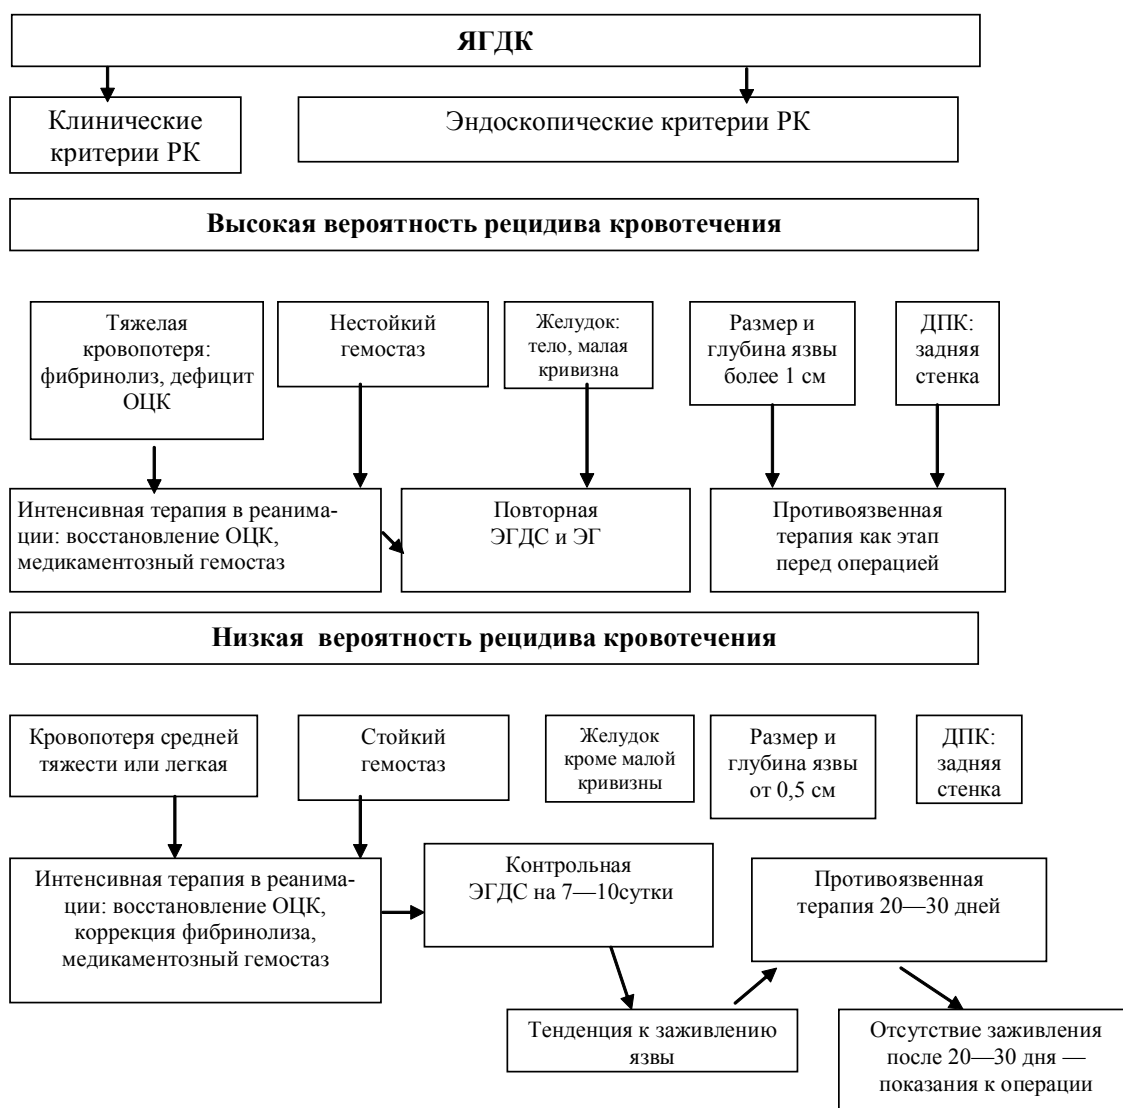 ЯГДК
Клинические
критерии РК
Эндоскопические критерии РК
Высокая вероятность рецидива кровотечения
Тяжелая
кровопотеря:
фибринолиз, дефицит
ОЦК
Нестойкий
гемостаз
Желудок:
тело, малая
кривизна
Размер и
глубина язвы
более 1 см
ДПК:
задняя
стенка
Интенсивная терапия в реанима-
ции: восстановление ОЦК,
медикаментозный гемостаз
Повторная
ЭГДС и ЭГ
Противоязвенная
терапия как этап
перед операцией
Низкая вероятность рецидива кровотечения
Кровопотеря средней
тяжести или легкая
Стойкий
гемостаз
Желудок
кроме малой
кривизны
Размер и
глубина язвы
от 0,5 см
ДПК:
задняя
стенка
Интенсивная терапия в реанима-
ции: восстановление ОЦК,
коррекция фибринолиза,
медикаментозный гемостаз
Контрольная
ЭГДС на 7—10сутки
Противоязвенная
терапия 20—30 дней
Тенденция к заживлению
язвы
Отсутствие заживления
после 20—30 дня —
показания к операции